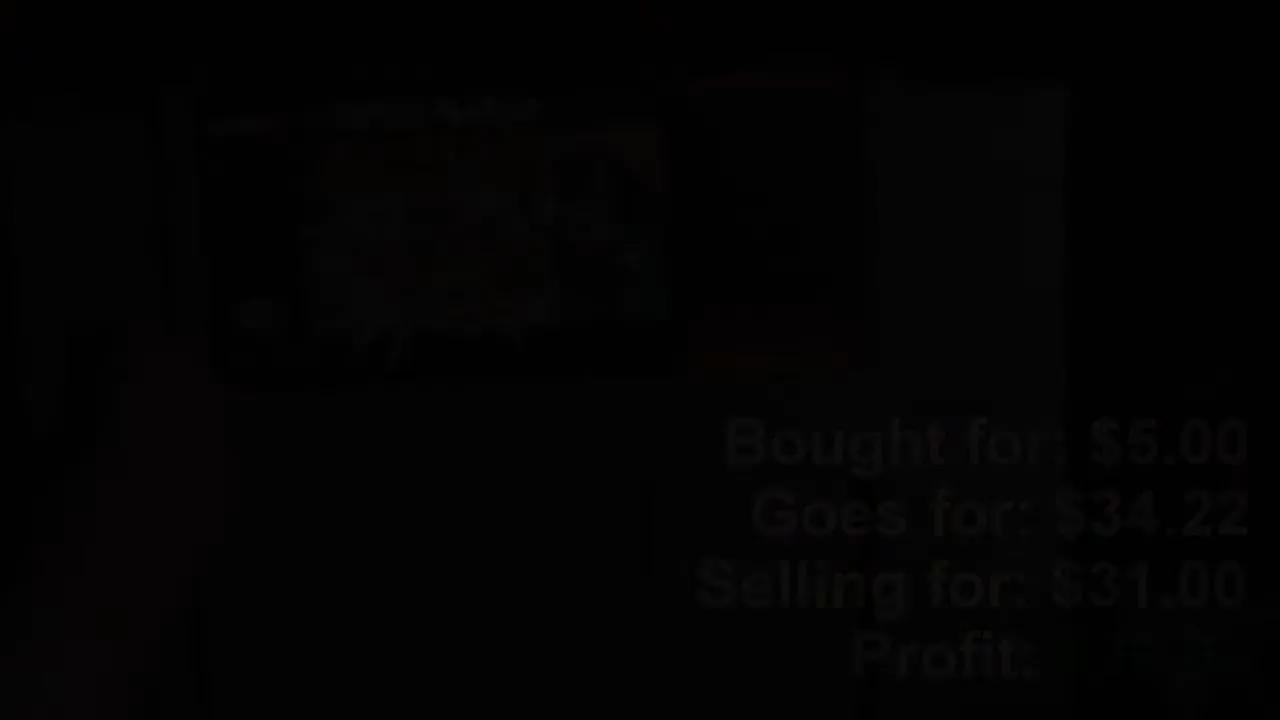 Bought for: $5.00
Goes for: $34.22
Selling for: $31.00
Profit: